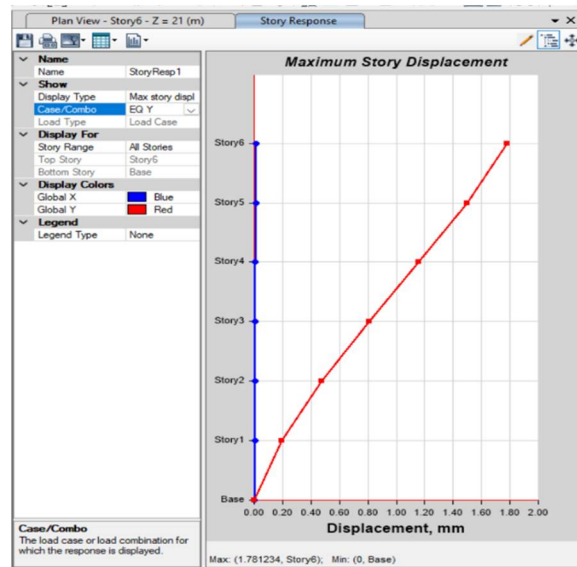 Plan View - Story6 - Z = 21 (m)
Story Response
Name
Name StoryResp1
Show
Display Type Max story displ
Case/Combo EQ Y
Load Type Load Case
Display For
Story Range All Stories
Top Story Story6
Bottom Story Base
Display Colors
Global X Blue
Global Y Red
Legend
Legend Type None
Case/Combo
The load case or load combination for
which the response is displayed.
Maximum Story Displacement
Story6
Story5
Story4
Story3
Story2
Story1
Base
0.00 0.20 0.40 0.60 0.80 1.00 1.20 1.40 1.60 1.80 2.00
Displacement, mm
Max: (1.781234, Story6); Min: (0, Base)